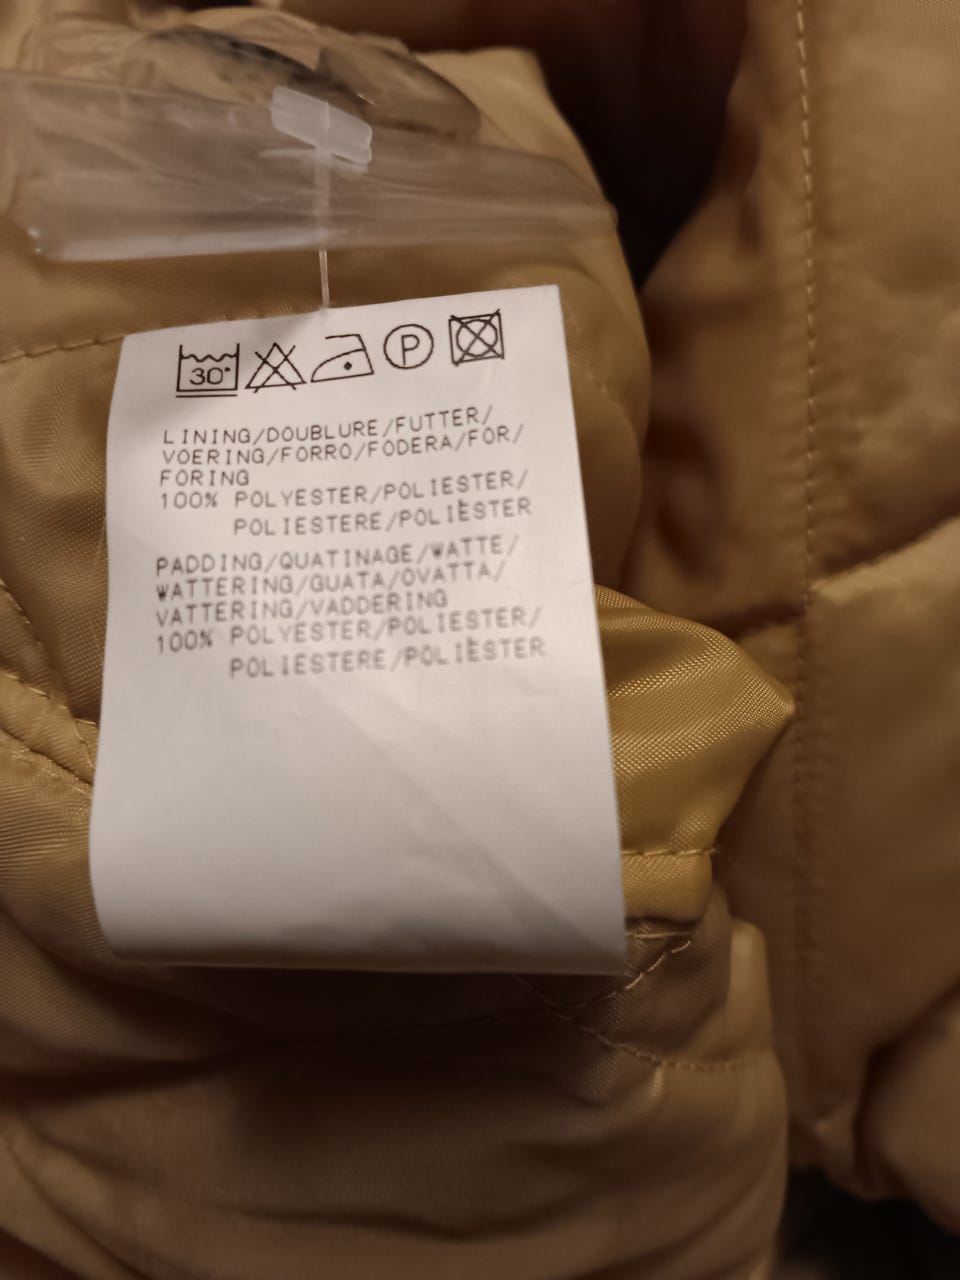 30°
P
LINING/DOUBLURE/FUTTER/
VOERING/FORRO/FODERA/FOR/
FORING
100% POLYESTER/POLIESTER/
POLIESTERE/POLIÈSTER
PADDING/QUATINAGE/WATTE/
WATTERING/GUATA/OVATTA/
VATTERING/VADDERING
100% POLYESTER/POLIESTER/
POLIESTERE/POLIÈSTER